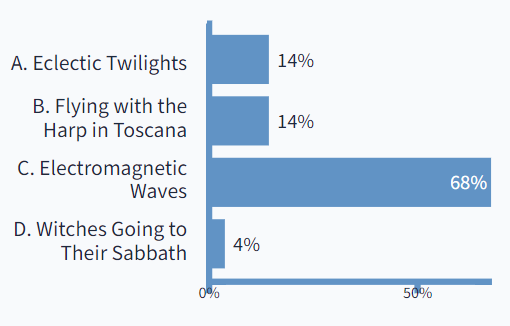 A. Eclectic Twilights
14%
B. Flying with the
Harp in Toscana
14%
C. Electromagnetic
Waves
68%
D. Witches Going to
Their Sabbath
4%
0%
50%